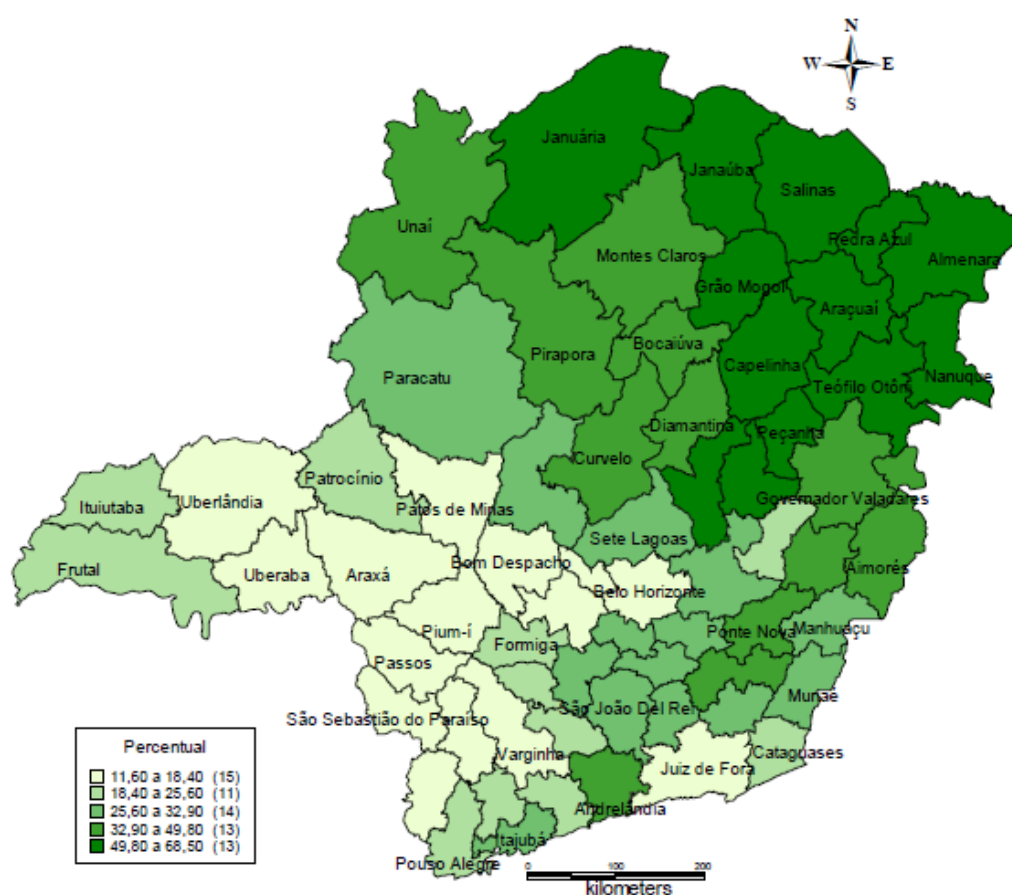 N
W E
S
Januária
Janaúba
Salinas
Unaí
Pedra Azul
Montes Claros
Almenara
Grão Mogol
Araçuaí
Bocaiúva
Pirapora
Capelinha
Paracatu
Teófilo Otôni
Nanuque
Diamantina
Peçanha
Curvelo
Patrocínio
Uberlândia
Ituiutaba
Patos de Minas
Governador Valadares
Sete Lagoas
Bom Despacho
Aimorés
Frutal
Uberaba
Araxá
Belo Horizonte
Pium-í
Formiga
Ponte Nova
Manhuaçu
Passos
Muriaé
São João Del Rei
São Sebastião do Paraíso
Varginha
Cataguases
Juiz de Fora
Andrelândia
Itajubá
Pouso Alegre
Percentual
11,60 a 18,40 (15)
18,40 a 25,60 (11)
25,60 a 32,90 (14)
32,90 a 49,80 (13)
49,80 a 68,50 (13)
0 100 200
kilometers